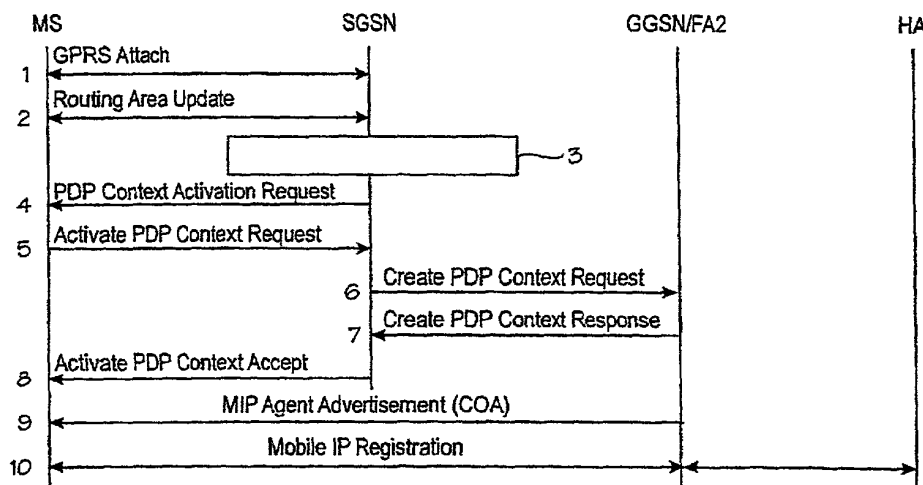 MS SGSN GGSN/FA2 HA
GPRS Attach
1
Routing Area Update
2
3
PDP Context Activation Request
4
Activate PDP Context Request
5
Create PDP Context Request
6
Create PDP Context Response
7
Activate PDP Context Accept
8
MIP Agent Advertisement (COA)
9
Mobile IP Registration
10